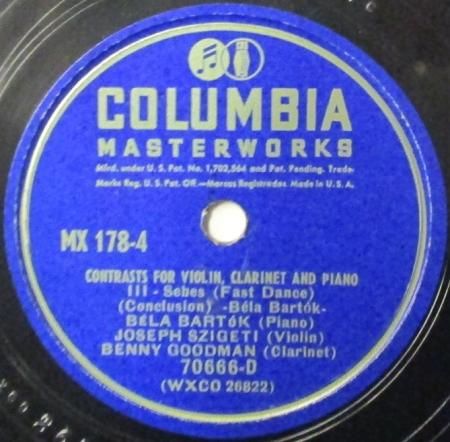 COLUMBIA
MASTERWORKS
Mfrd. under U. S. Pat. No. 1,702,564 and Pat. Pending. Trade-
Marks Reg. U. S. Pat. Off.—Marcas Registradas. Made in U. S. A.
MX 178-4
CONTRASTS FOR VIOLIN, CLARINET AND PIANO
III - Sebes (Fast Dance)
(Conclusion) -Béla Bartók-
BÉLA BARTÓK (Piano)
JOSEPH SZIGETI (Violin)
BENNY GOODMAN (Clarinet)
70666-D
(WXCO 26822)